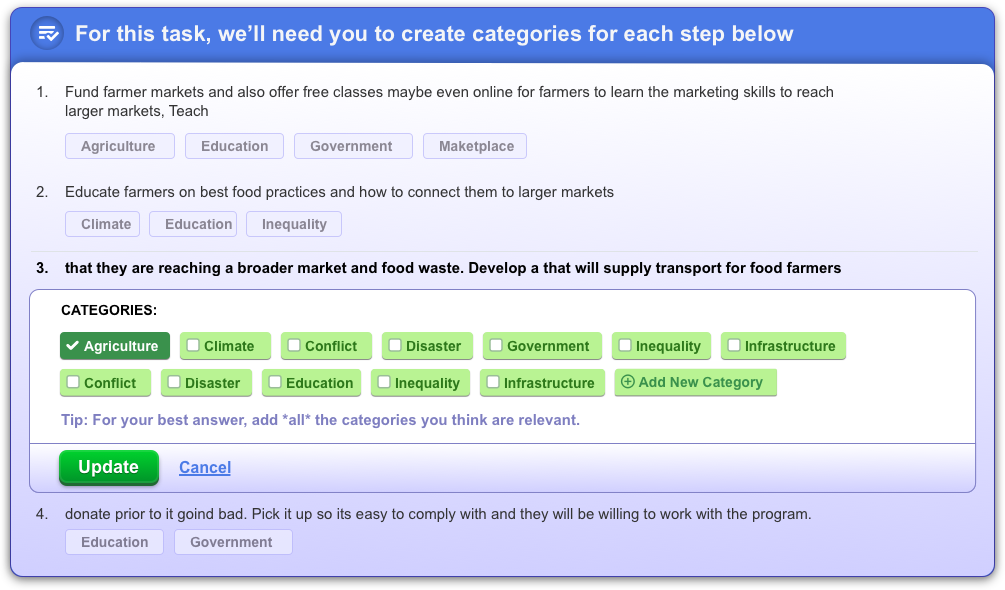 For this task, we'll need you to create categories for each step below
1. Fund farmer markets and also offer free classes maybe even online for farmers to learn the marketing skills to reach
larger markets, Teach
Agriculture Education Government Marketplace
2. Educate farmers on best food practices and how to connect them to larger markets
Climate Education Inequality
3. that they are reaching a broader market and food waste. Develop a that will supply transport for food farmers
CATEGORIES:
Agriculture Climate Conflict Disaster Government Inequality Infrastructure
Conflict Disaster Education Inequality Infrastructure Add New Category
Tip: For your best answer, add *all* the categories you think are relevant.
Update Cancel
4. donate prior to it goind bad. Pick it up so its easy to comply with and they will be willing to work with the program.
Education Government